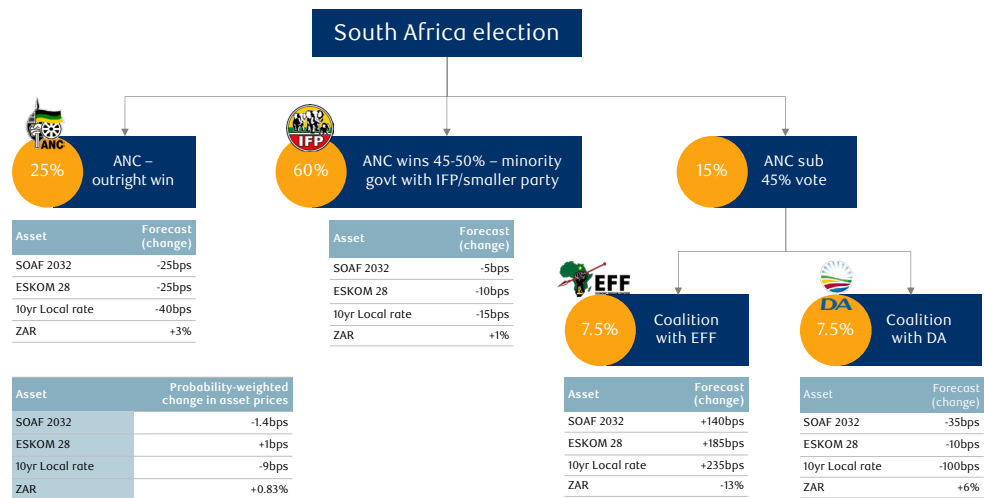 South Africa election
ANC
25%
ANC –
outright win
IFP
60%
ANC wins 45-50% – minority
govt with IFP/smaller party
15%
ANC sub
45% vote
Asset Forecast
(change)
SOAF 2032 -25bps
ESKOM 28 -25bps
10yr Local rate -40bps
ZAR +3%
Asset Forecast
(change)
SOAF 2032 -5bps
ESKOM 28 -10bps
10yr Local rate -15bps
ZAR +1%
EFF
7.5%
Coalition
with EFF
DA
7.5%
Coalition
with DA
Asset Probability-weighted
change in asset prices
SOAF 2032 -1.4bps
ESKOM 28 +1bps
10yr Local rate -9bps
ZAR +0.83%
Asset Forecast
(change)
SOAF 2032 +140bps
ESKOM 28 +185bps
10yr Local rate +235bps
ZAR -13%
Asset Forecast
(change)
SOAF 2032 -35bps
ESKOM 28 -10bps
10yr Local rate -100bps
ZAR +6%